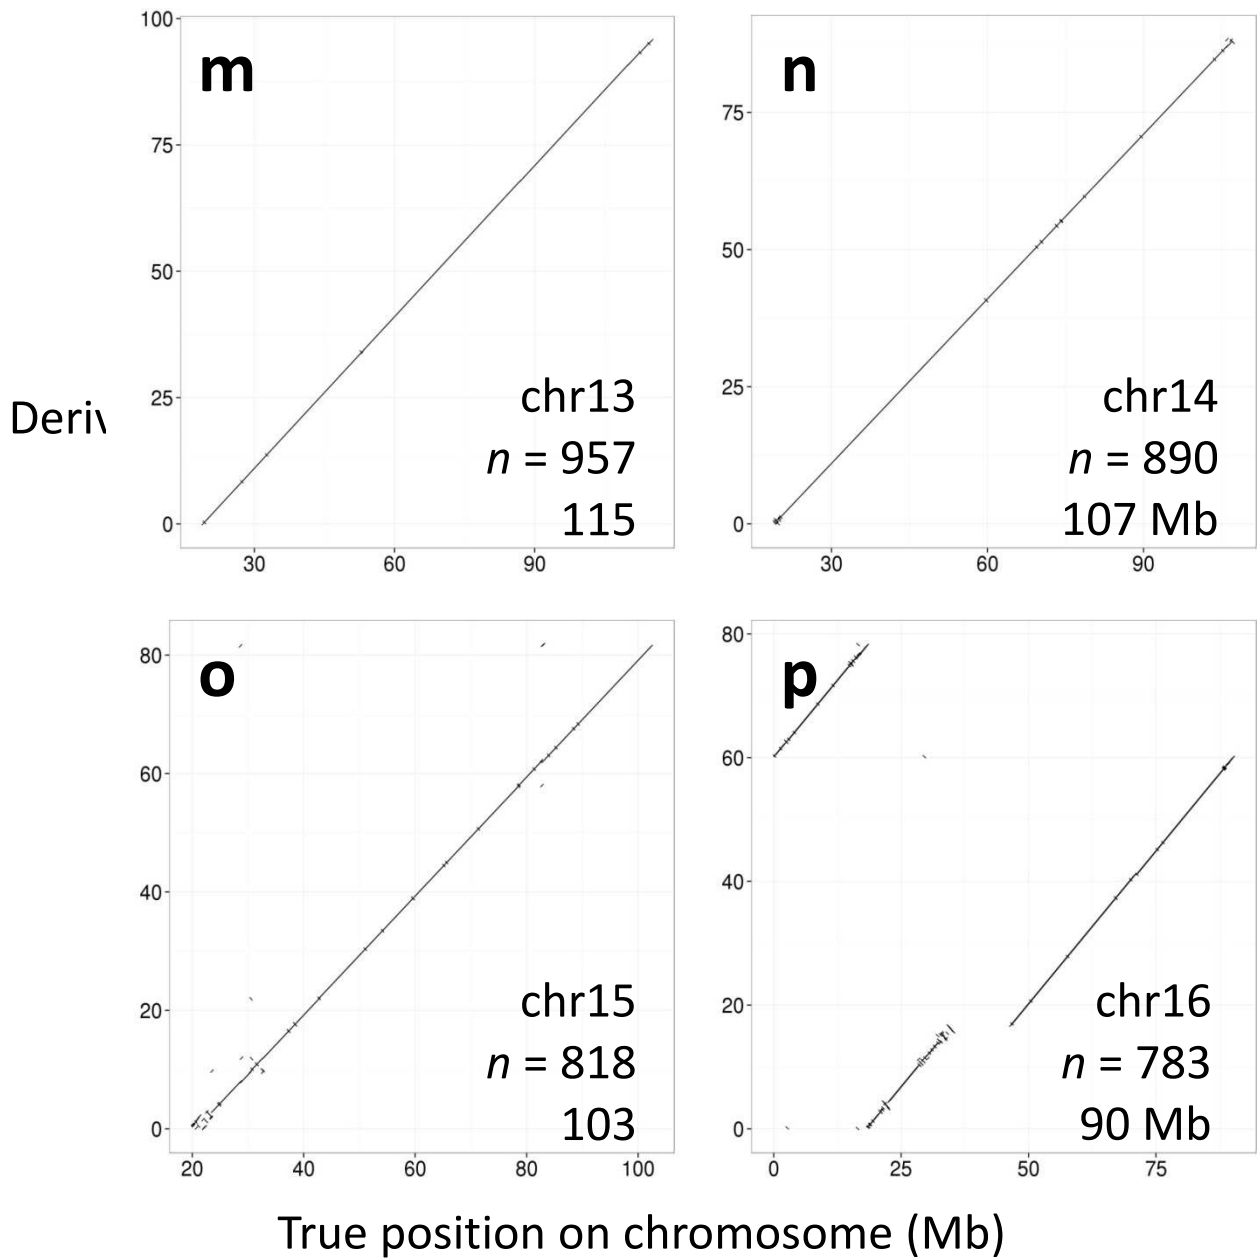 m
100
75
50
25
0
30 60 90
chr13
n = 957
115
n
75
50
25
0
30 60 90
chr14
n = 890
107 Mb
Deriv
o
80
60
40
20
0
20 40 60 80 100
chr15
n = 818
103
p
80
60
40
20
0
0 25 50 75
chr16
n = 783
90 Mb
True position on chromosome (Mb)